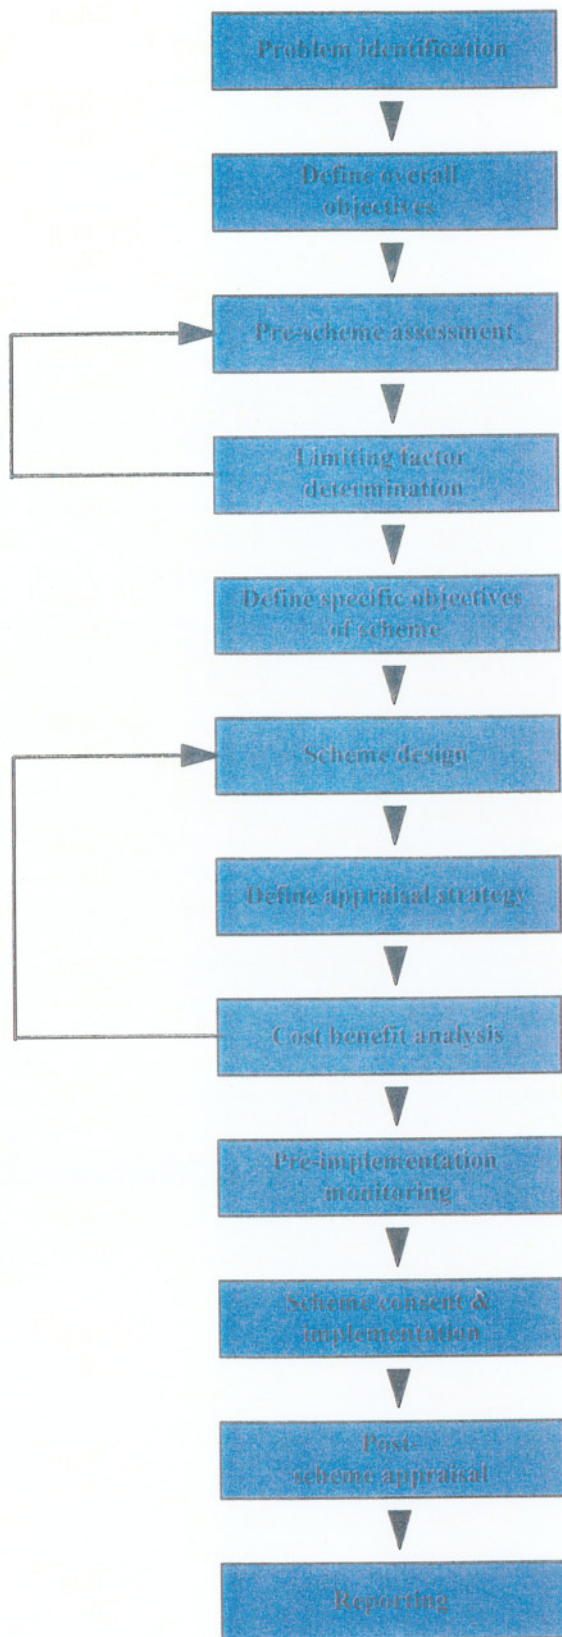 Problem identification
Define overall
objectives
Pre-scheme assessment
Limiting factor
determination
Define specific objectives
of scheme
Scheme design
Define appraisal strategy
Cost benefit analysis
Pre-implementation
monitoring
Scheme consent &
implementation
Post-
scheme appraisal
Reporting